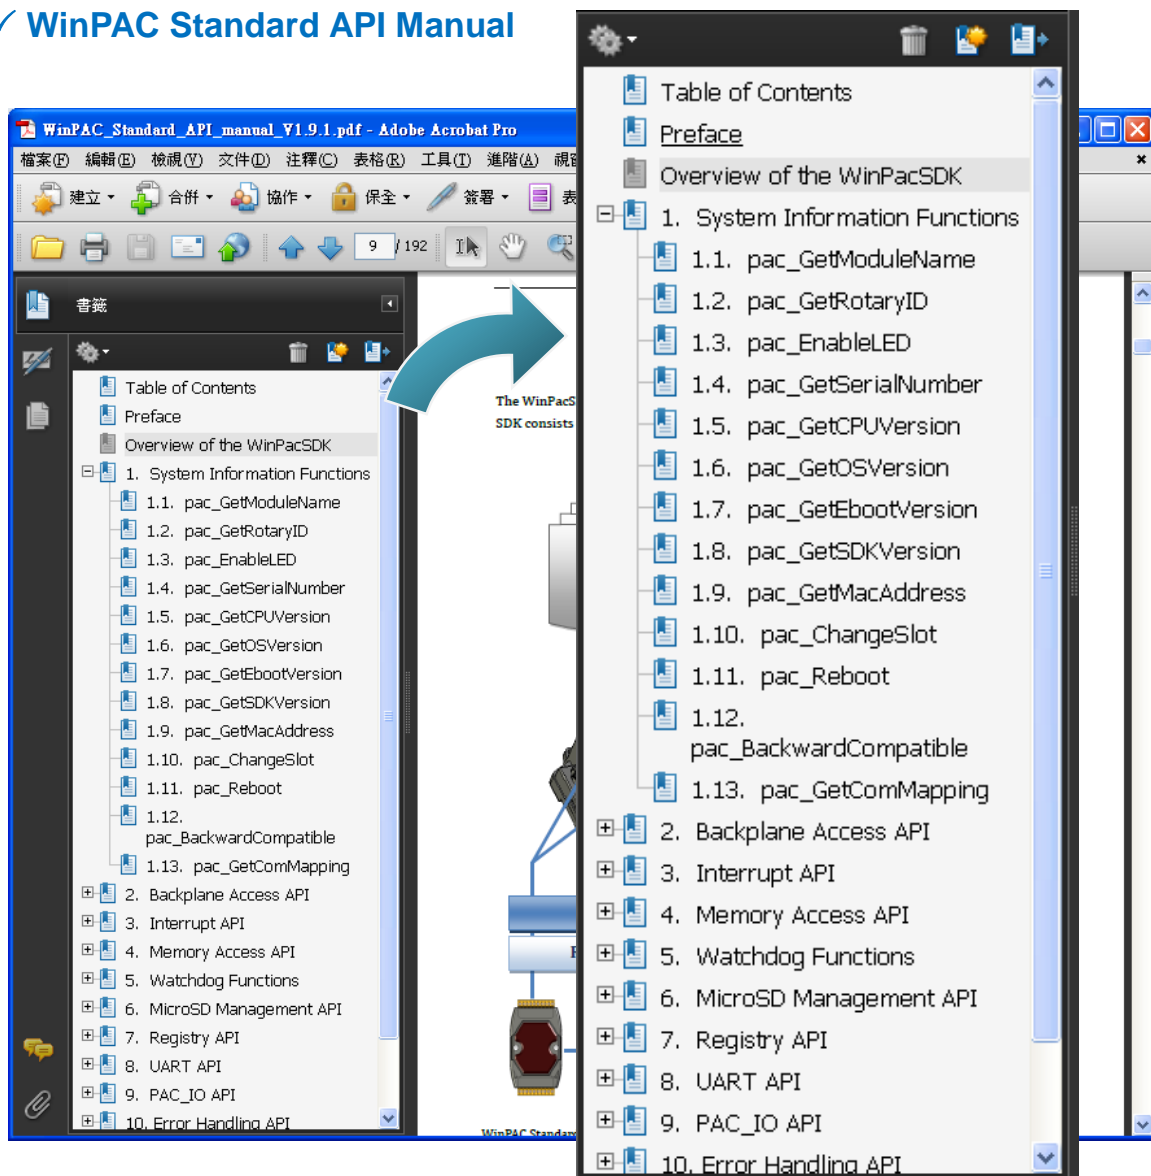 ✓ WinPAC Standard API Manual
WinPAC_Standard_API_manual_V1.9.1.pdf - Adobe Acrobat Pro
檔案(F) 編輯(E) 檢視(V) 文件(D) 注釋(C) 表格(R) 工具(T) 進階(A)
建立 合併 協作 保全 簽署
9 / 192
書籤
Table of Contents
Preface
Overview of the WinPacSDK
1. System Information Functions
1.1. pac_GetModuleName
1.2. pac_GetRotaryID
1.3. pac_EnableLED
1.4. pac_GetSerialNumber
1.5. pac_GetCPUVersion
1.6. pac_GetOSVersion
1.7. pac_GetEbootVersion
1.8. pac_GetSDKVersion
1.9. pac_GetMacAddress
1.10. pac_ChangeSlot
1.11. pac_Reboot
1.12.
pac_BackwardCompatible
1.13. pac_GetComMapping
2. Backplane Access API
3. Interrupt API
4. Memory Access API
5. Watchdog Functions
6. MicroSD Management API
7. Registry API
8. UART API
9. PAC_IO API
10. Error Handling API
The WinPacS
SDK consists
WinPAC Standar
Table of Contents
Preface
Overview of the WinPacSDK
1. System Information Functions
1.1. pac_GetModuleName
1.2. pac_GetRotaryID
1.3. pac_EnableLED
1.4. pac_GetSerialNumber
1.5. pac_GetCPUVersion
1.6. pac_GetOSVersion
1.7. pac_GetEbootVersion
1.8. pac_GetSDKVersion
1.9. pac_GetMacAddress
1.10. pac_ChangeSlot
1.11. pac_Reboot
1.12.
pac_BackwardCompatible
1.13. pac_GetComMapping
2. Backplane Access API
3. Interrupt API
4. Memory Access API
5. Watchdog Functions
6. MicroSD Management API
7. Registry API
8. UART API
9. PAC_IO API
10. Error Handling API